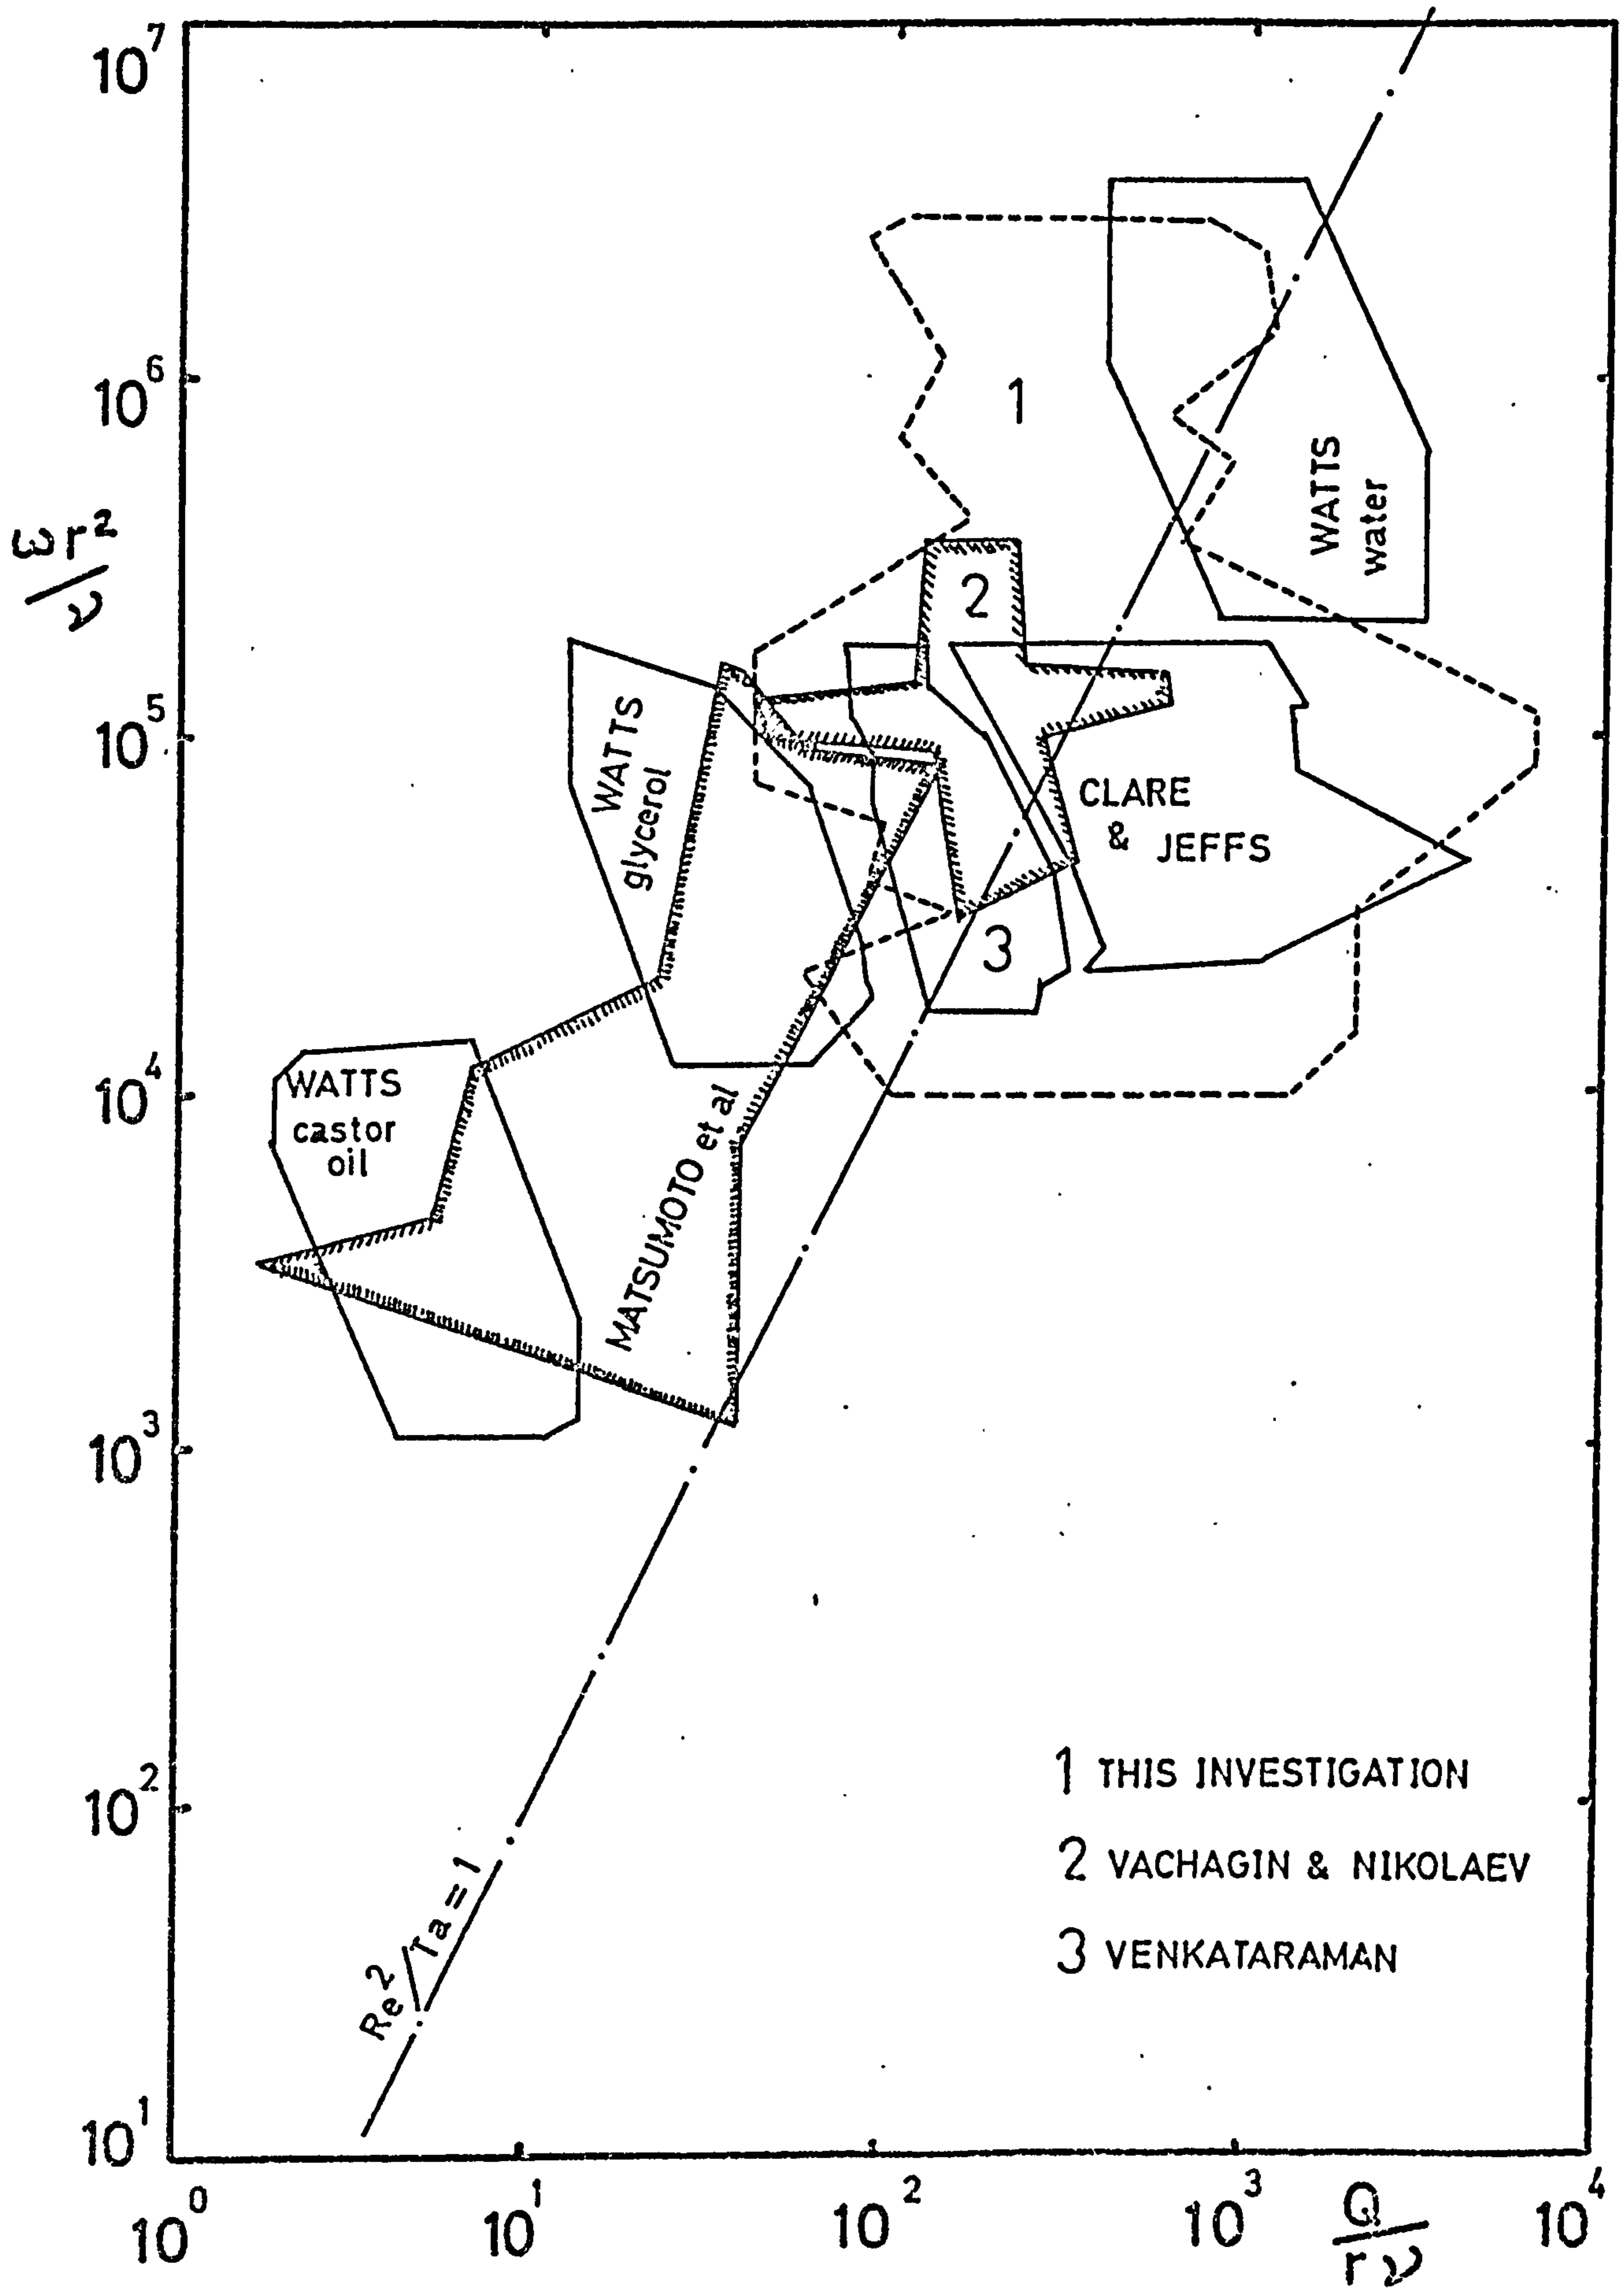 10⁷
10⁶
ωr²/ν
10⁵
10⁴
10³
10²
10¹
1
WATTS
water
2
WATTS
glycerol
CLARE
& JEFFS
3
WATTS
castor
oil
MATSUMOTO et al
Re²/Ta = 1
1 THIS INVESTIGATION
2 VACHAGIN & NIKOLAEV
3 VENKATARAMAN
10⁰ 10¹ 10² 10³ Q/rν 10⁴